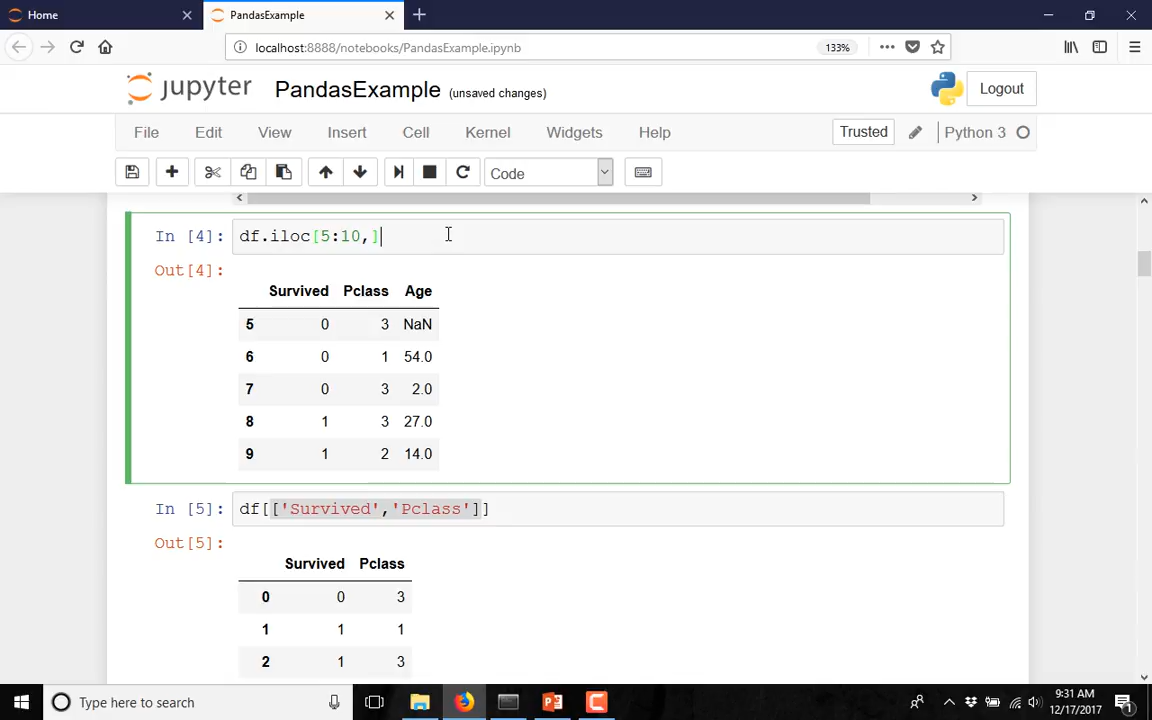 Home
PandasExample
localhost:8888/notebooks/PandasExample.ipynb
133%
jupyter
PandasExample (unsaved changes)
Logout
File Edit View Insert Cell Kernel Widgets Help
Trusted
Python 3
Code
In [4]: df.iloc[5:10,]
Out[4]:
Survived Pclass Age
5 0 3 NaN
6 0 1 54.0
7 0 3 2.0
8 1 3 27.0
9 1 2 14.0
In [5]: df[['Survived','Pclass']]
Out[5]:
Survived Pclass
0 0 3
1 1 1
2 1 3
Type here to search
9:31 AM
12/17/2017
1